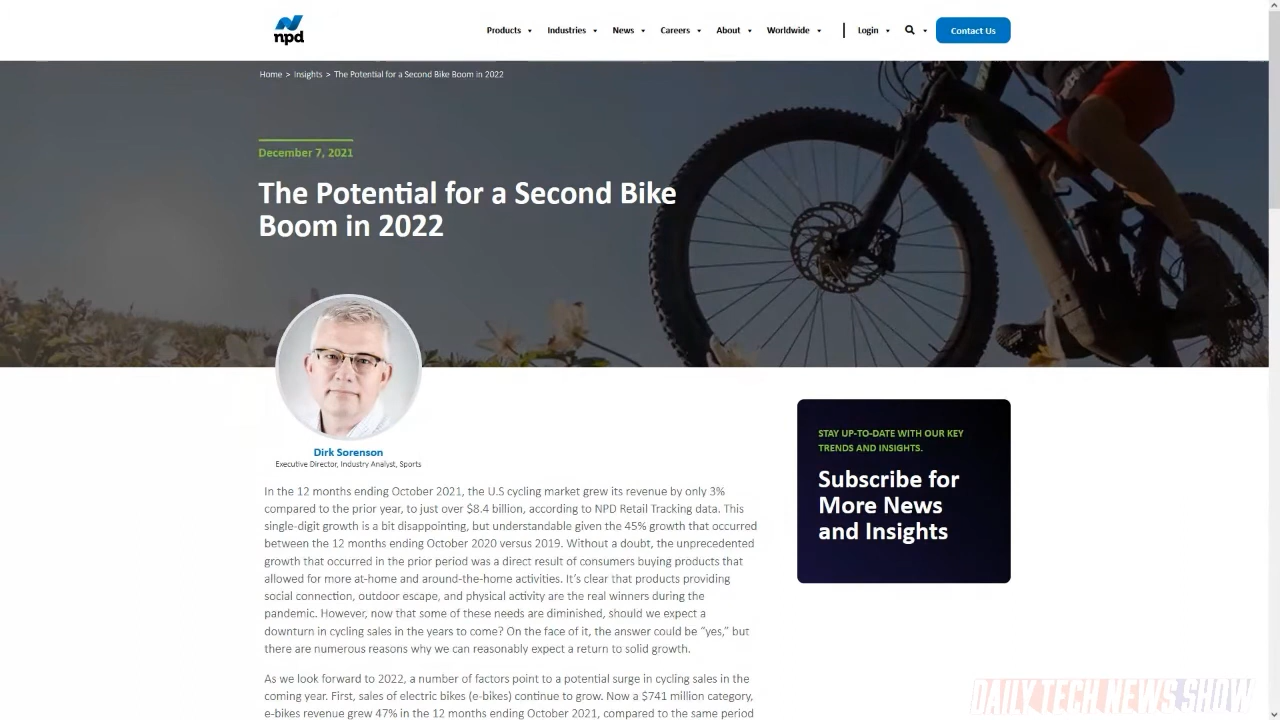 npd
Products Industries News Careers About Worldwide Login Contact Us
Home > Insights > The Potential for a Second Bike Boom in 2022
December 7, 2021
The Potential for a Second Bike
Boom in 2022
Dirk Sorenson
Executive Director, Industry Analyst, Sports
In the 12 months ending October 2021, the U.S cycling market grew its revenue by only 3%
compared to the prior year, to just over $8.4 billion, according to NPD Retail Tracking data. This
single-digit growth is a bit disappointing, but understandable given the 45% growth that occurred
between the 12 months ending October 2020 versus 2019. Without a doubt, the unprecedented
growth that occurred in the prior period was a direct result of consumers buying products that
allowed for more at-home and around-the-home activities. It’s clear that products providing
social connection, outdoor escape, and physical activity are the real winners during the
pandemic. However, now that some of these needs are diminished, should we expect a
downturn in cycling sales in the years to come? On the face of it, the answer could be “yes,” but
there are numerous reasons why we can reasonably expect a return to solid growth.
As we look forward to 2022, a number of factors point to a potential surge in cycling sales in the
coming year. First, sales of electric bikes (e-bikes) continue to grow. Now a $741 million category,
e-bikes revenue grew 47% in the 12 months ending October 2021, compared to the same period
STAY UP-TO-DATE WITH OUR KEY
TRENDS AND INSIGHTS.
Subscribe for
More News
and Insights
DAILY TECH NEWS SHOW